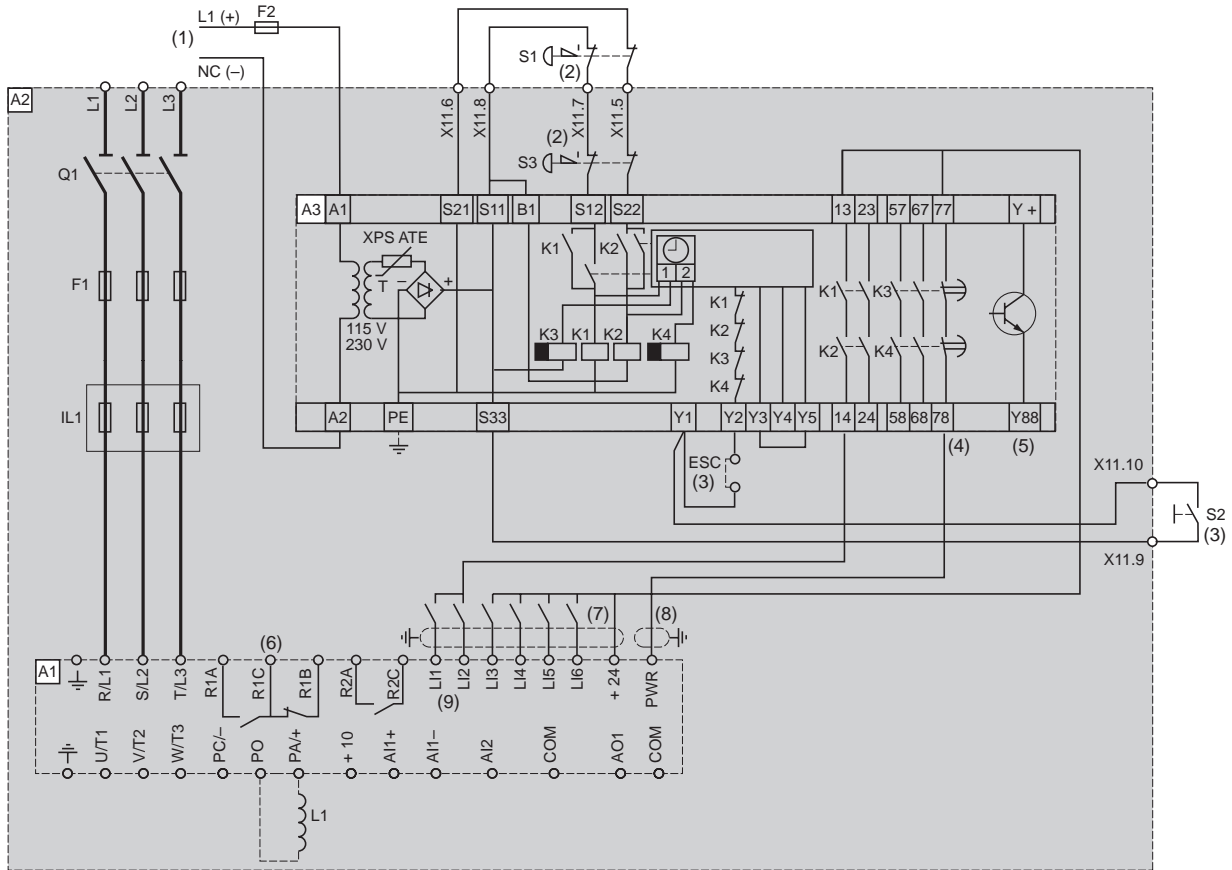 L1 (+)
F2
(1)
NC (–)
S1
(2)
A2
L1
L2
L3
X11.6
X11.8
X11.7
X11.5
(2)
S3
Q1
A3
A1
S21
S11
B1
S12
S22
13
23
57
67
77
Y +
XPS ATE
K1
K2
1
2
T
–
+
F1
115 V
230 V
K1
K2
K3
K4
K1
K3
K2
K4
K3
K1
K2
K4
IL1
A2
PE
S33
Y1
Y2
Y3
Y4
Y5
14
24
58
68
78
Y88
(4)
(5)
ESC
(3)
X11.10
S2
(3)
X11.9
(7)
(8)
A1
(6)
R/L1
S/L2
T/L3
R1A
R1C
R1B
R2A
R2C
LI1
LI2
LI3
LI4
LI5
LI6
+ 24
PWR
(9)
U/T1
V/T2
W/T3
PC/–
PO
PA/+
+ 10
AI1+
AI1–
AI2
COM
AO1
COM
L1